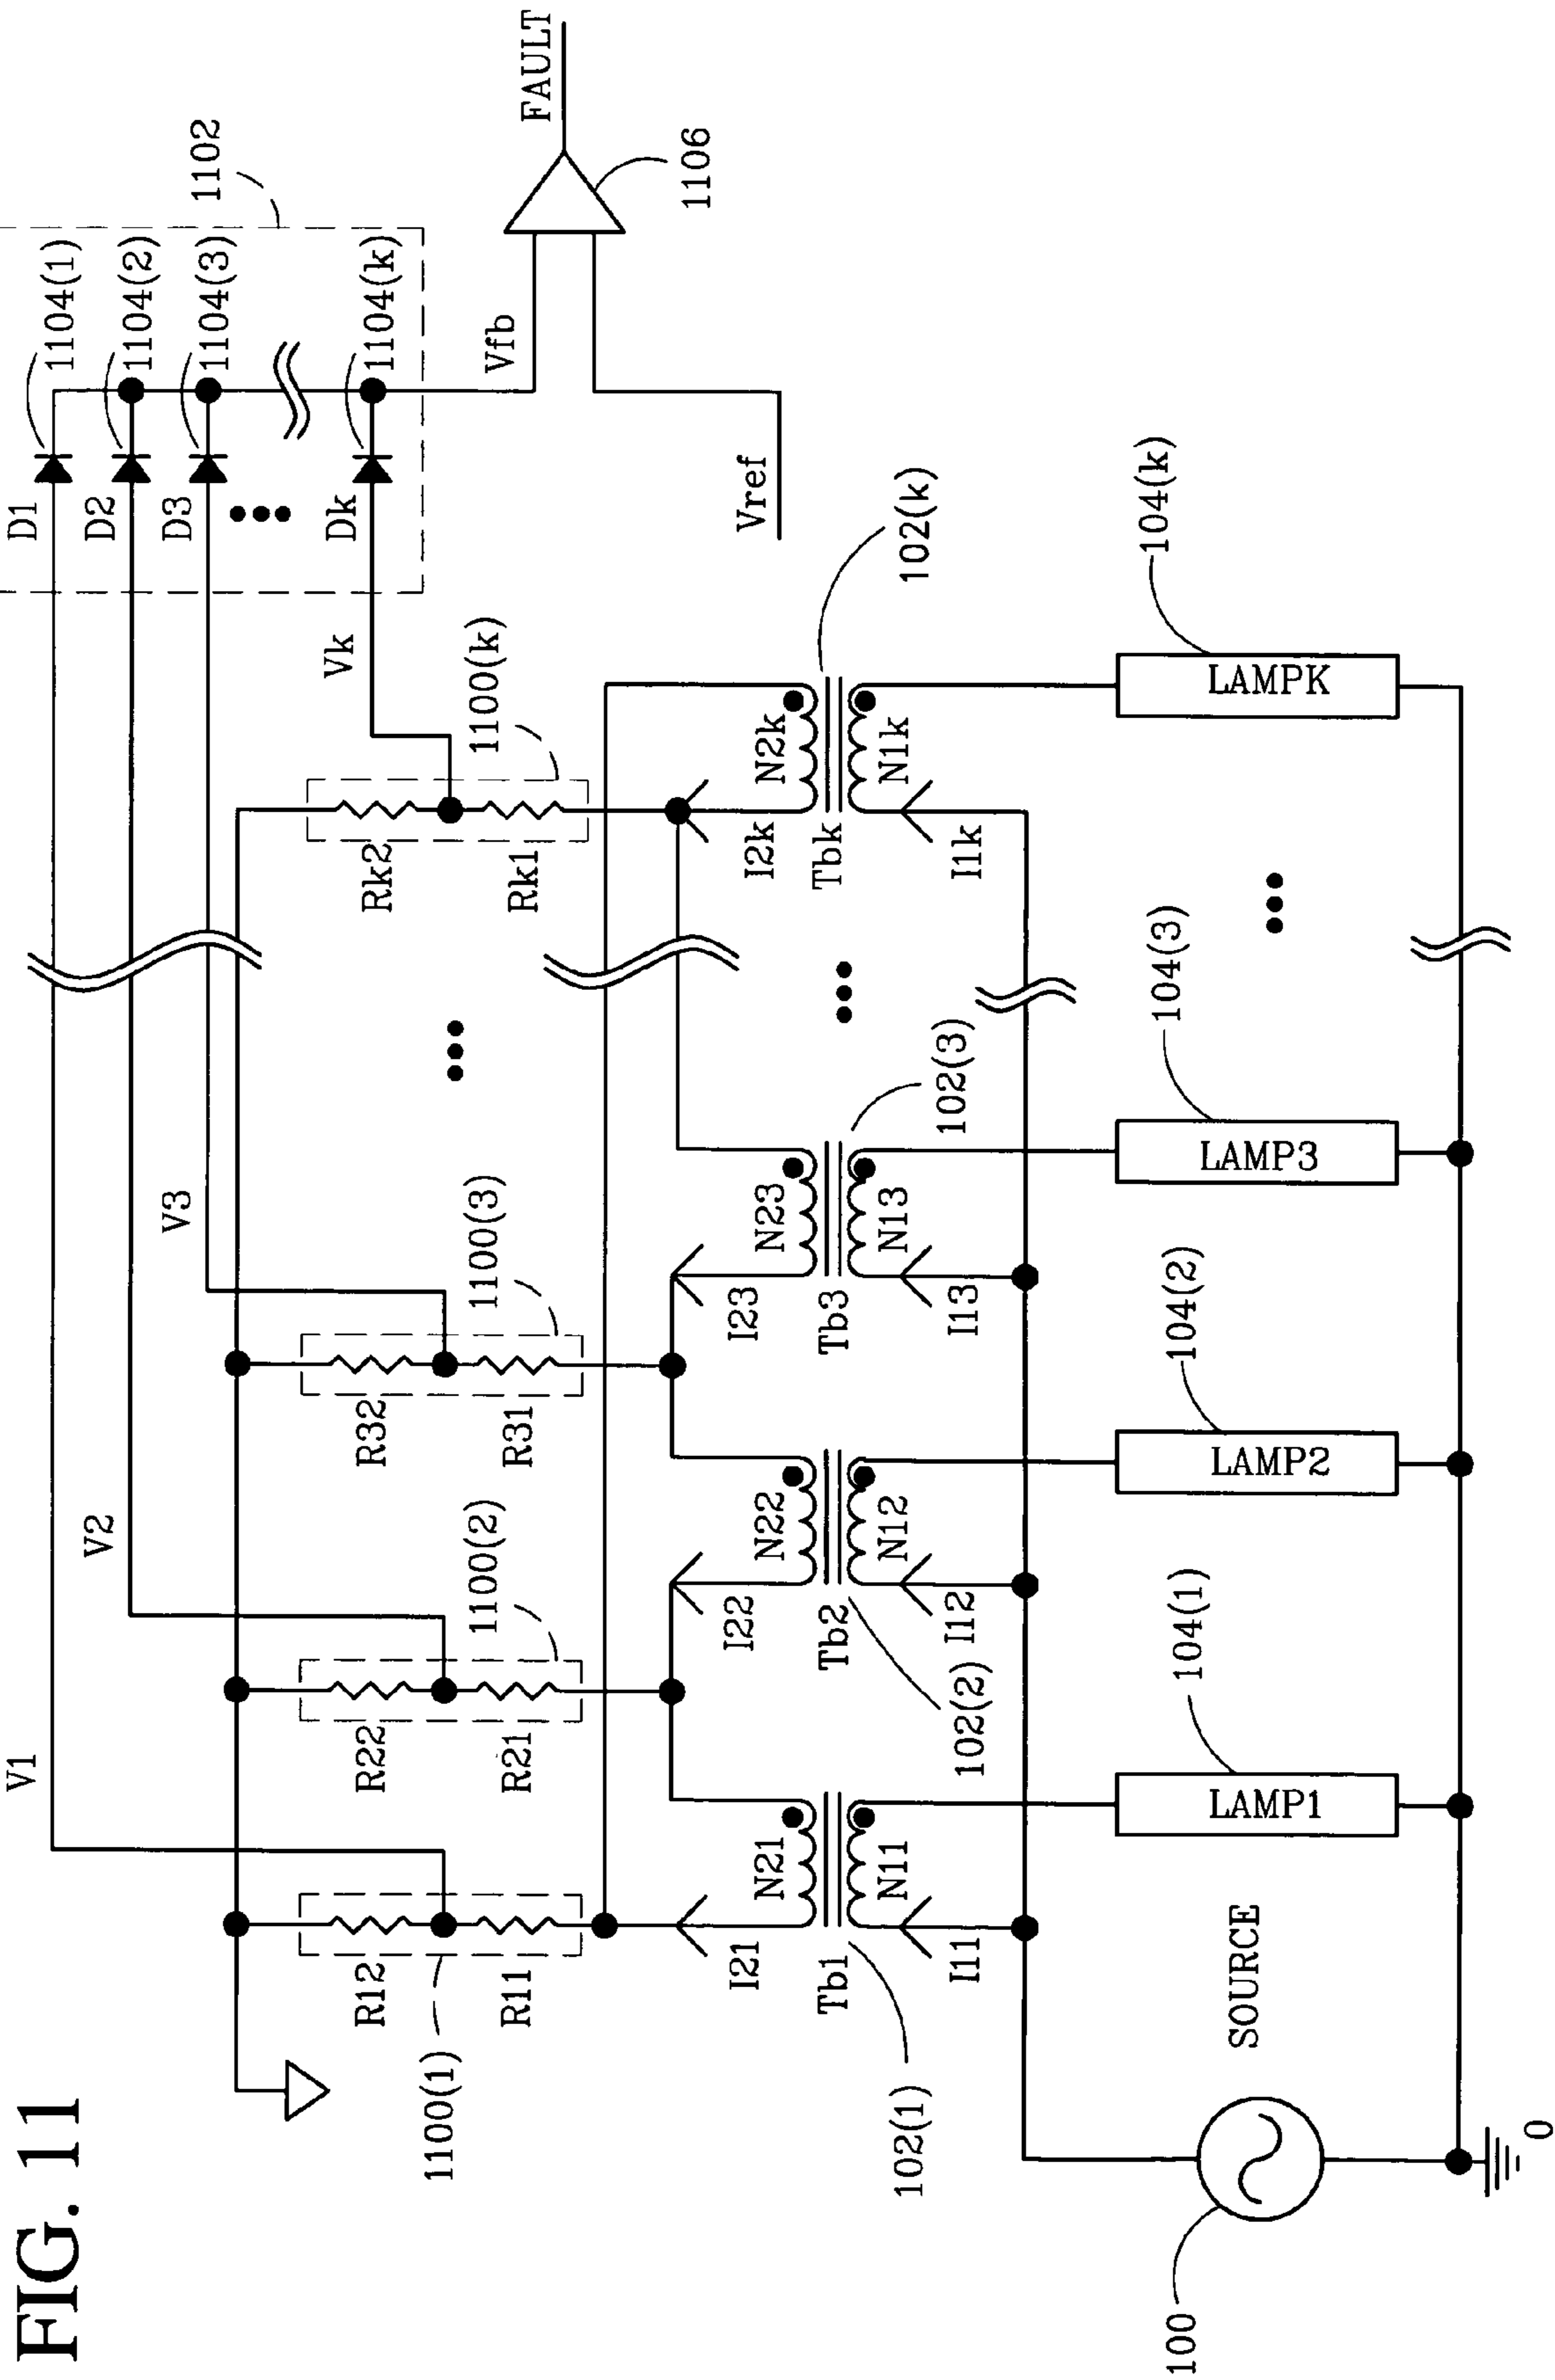 FIG. 11
V1
V2
V3
Vk
D1
D2
D3
Dk
1104(1)
1104(2)
1104(3)
1104(k)
1102
R12
R11
1100(1)
R22
R21
1100(2)
R32
R31
1100(3)
Rk2
Rk1
1100(k)
Vfb
Vref
FAULT
1106
I21
N21
Tb1
I11
N11
102(1)
I22
N22
Tb2
I12
N12
102(2)
I23
N23
Tb3
I13
N13
102(3)
I2k
N2k
Tbk
I1k
N1k
102(k)
100
SOURCE
LAMP1
104(1)
LAMP2
104(2)
LAMP3
104(3)
LAMPK
104(k)
0